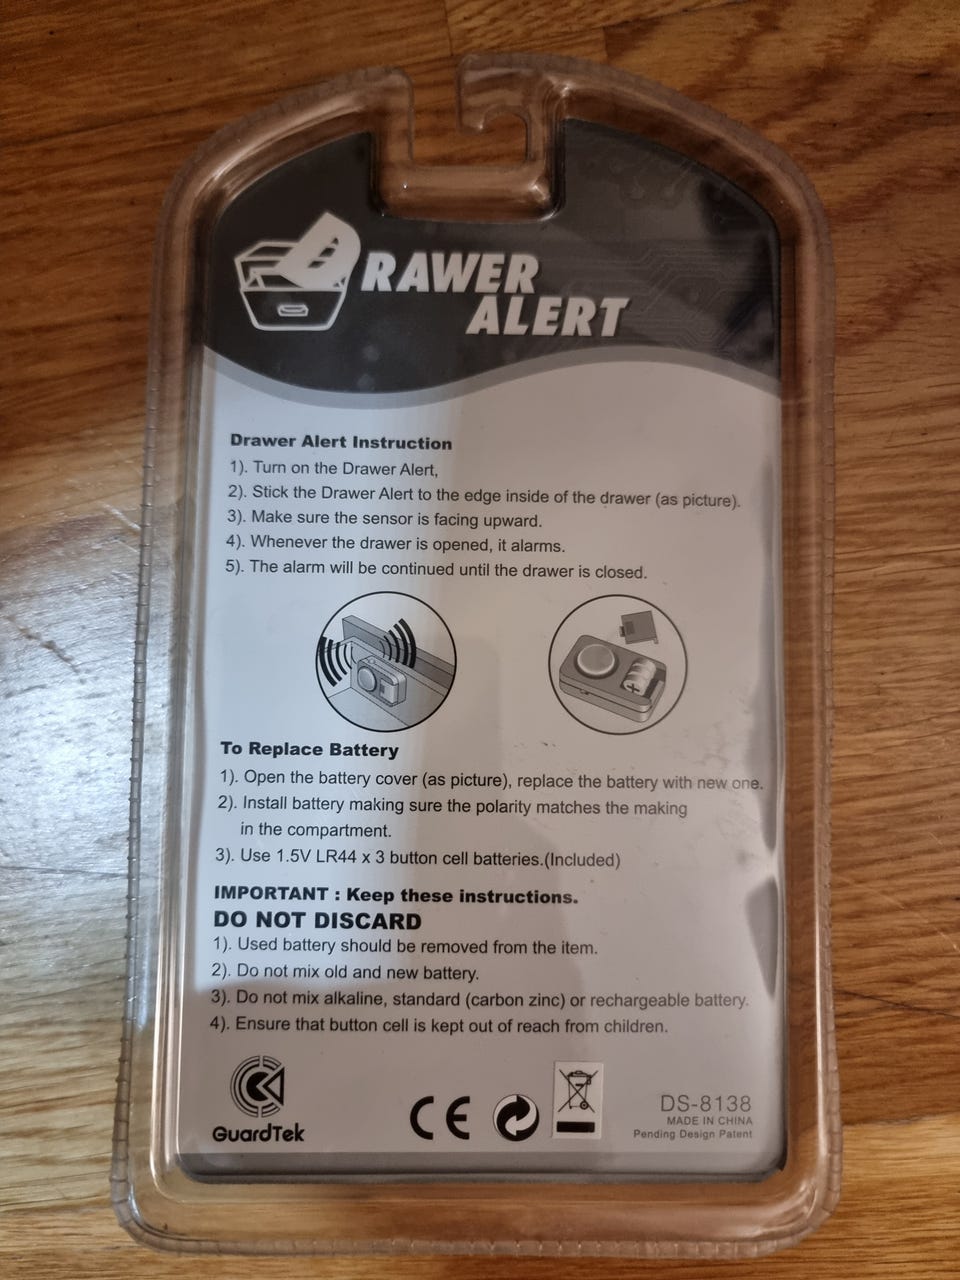 DRAWER
ALERT
Drawer Alert Instruction
1). Turn on the Drawer Alert,
2). Stick the Drawer Alert to the edge inside of the drawer (as picture).
3). Make sure the sensor is facing upward.
4). Whenever the drawer is opened, it alarms.
5). The alarm will be continued until the drawer is closed.
To Replace Battery
1). Open the battery cover (as picture), replace the battery with new one.
2). Install battery making sure the polarity matches the making
in the compartment.
3). Use 1.5V LR44 x 3 button cell batteries.(Included)
IMPORTANT : Keep these instructions.
DO NOT DISCARD
1). Used battery should be removed from the item.
2). Do not mix old and new battery.
3). Do not mix alkaline, standard (carbon zinc) or rechargeable battery.
4). Ensure that button cell is kept out of reach from children.
GuardTek
CE
DS-8138
MADE IN CHINA
Pending Design Patent